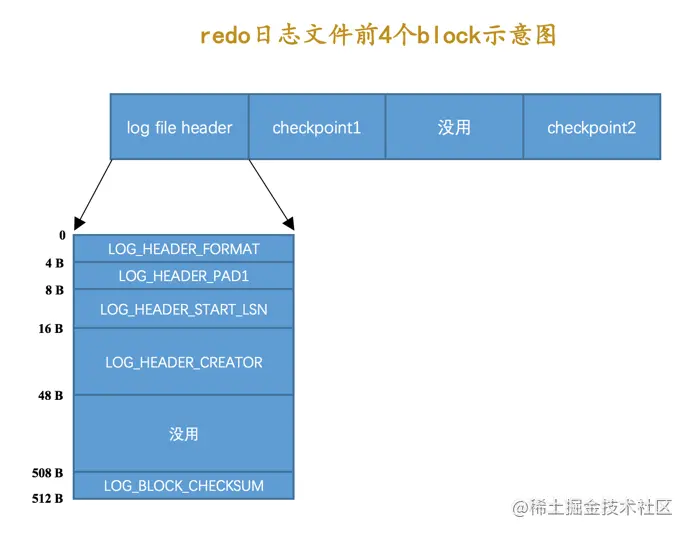 redo日志文件前4个block示意图
log file header
checkpoint1
没用
checkpoint2
0
LOG_HEADER_FORMAT
4 B
LOG_HEADER_PAD1
8 B
LOG_HEADER_START_LSN
16 B
LOG_HEADER_CREATOR
48 B
没用
508 B
LOG_BLOCK_CHECKSUM
512 B
@稀土掘金技术社区